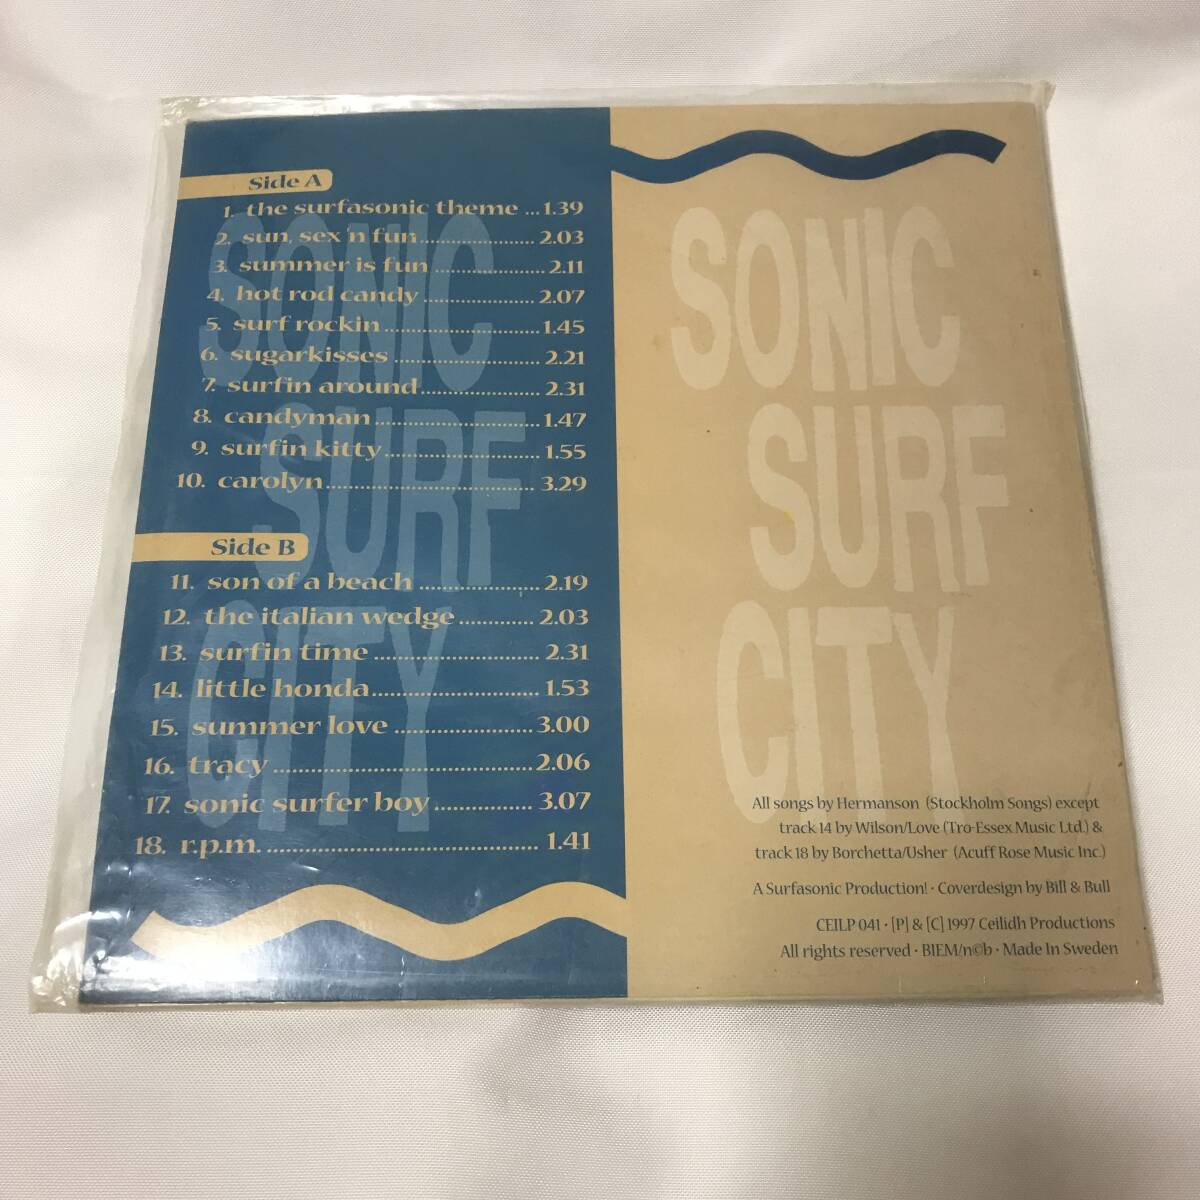 Side A
1. the surfasonic theme ...1.39
2. sun, sex 'n fun.................... 2.03
3. summer is fun ................... 2.11
4. hot rod candy ................... 2.07
5. surf rockin........................... 1.45
6. sugarkisses ......................... 2.21
7. surfin around..................... 2.31
8. candyman............................ 1.47
9. surfin kitty........................... 1.55
10. carolyn................................... 3.29
Side B
11. son of a beach ..................... 2.19
12. the italian wedge ............. 2.03
13. surfin time ............................ 2.31
14. little honda............................ 1.53
15. summer love ....................... 3.00
16. tracy .......................................... 2.06
17. sonic surfer boy ................ 3.07
18. r.p.m. ........................................... 1.41
SONIC
SURF
CITY
SONIC
SURF
CITY
All songs by Hermanson (Stockholm Songs) except
track 14 by Wilson/Love (Tro-Essex Music Ltd.) &
track 18 by Borchetta/Usher (Acuff Rose Music Inc.)
A Surfasonic Production! · Coverdesign by Bill & Bull
CEILP 041 · [P] & [C] 1997 Ceilidh Productions
All rights reserved · BIEM/n©b · Made In Sweden